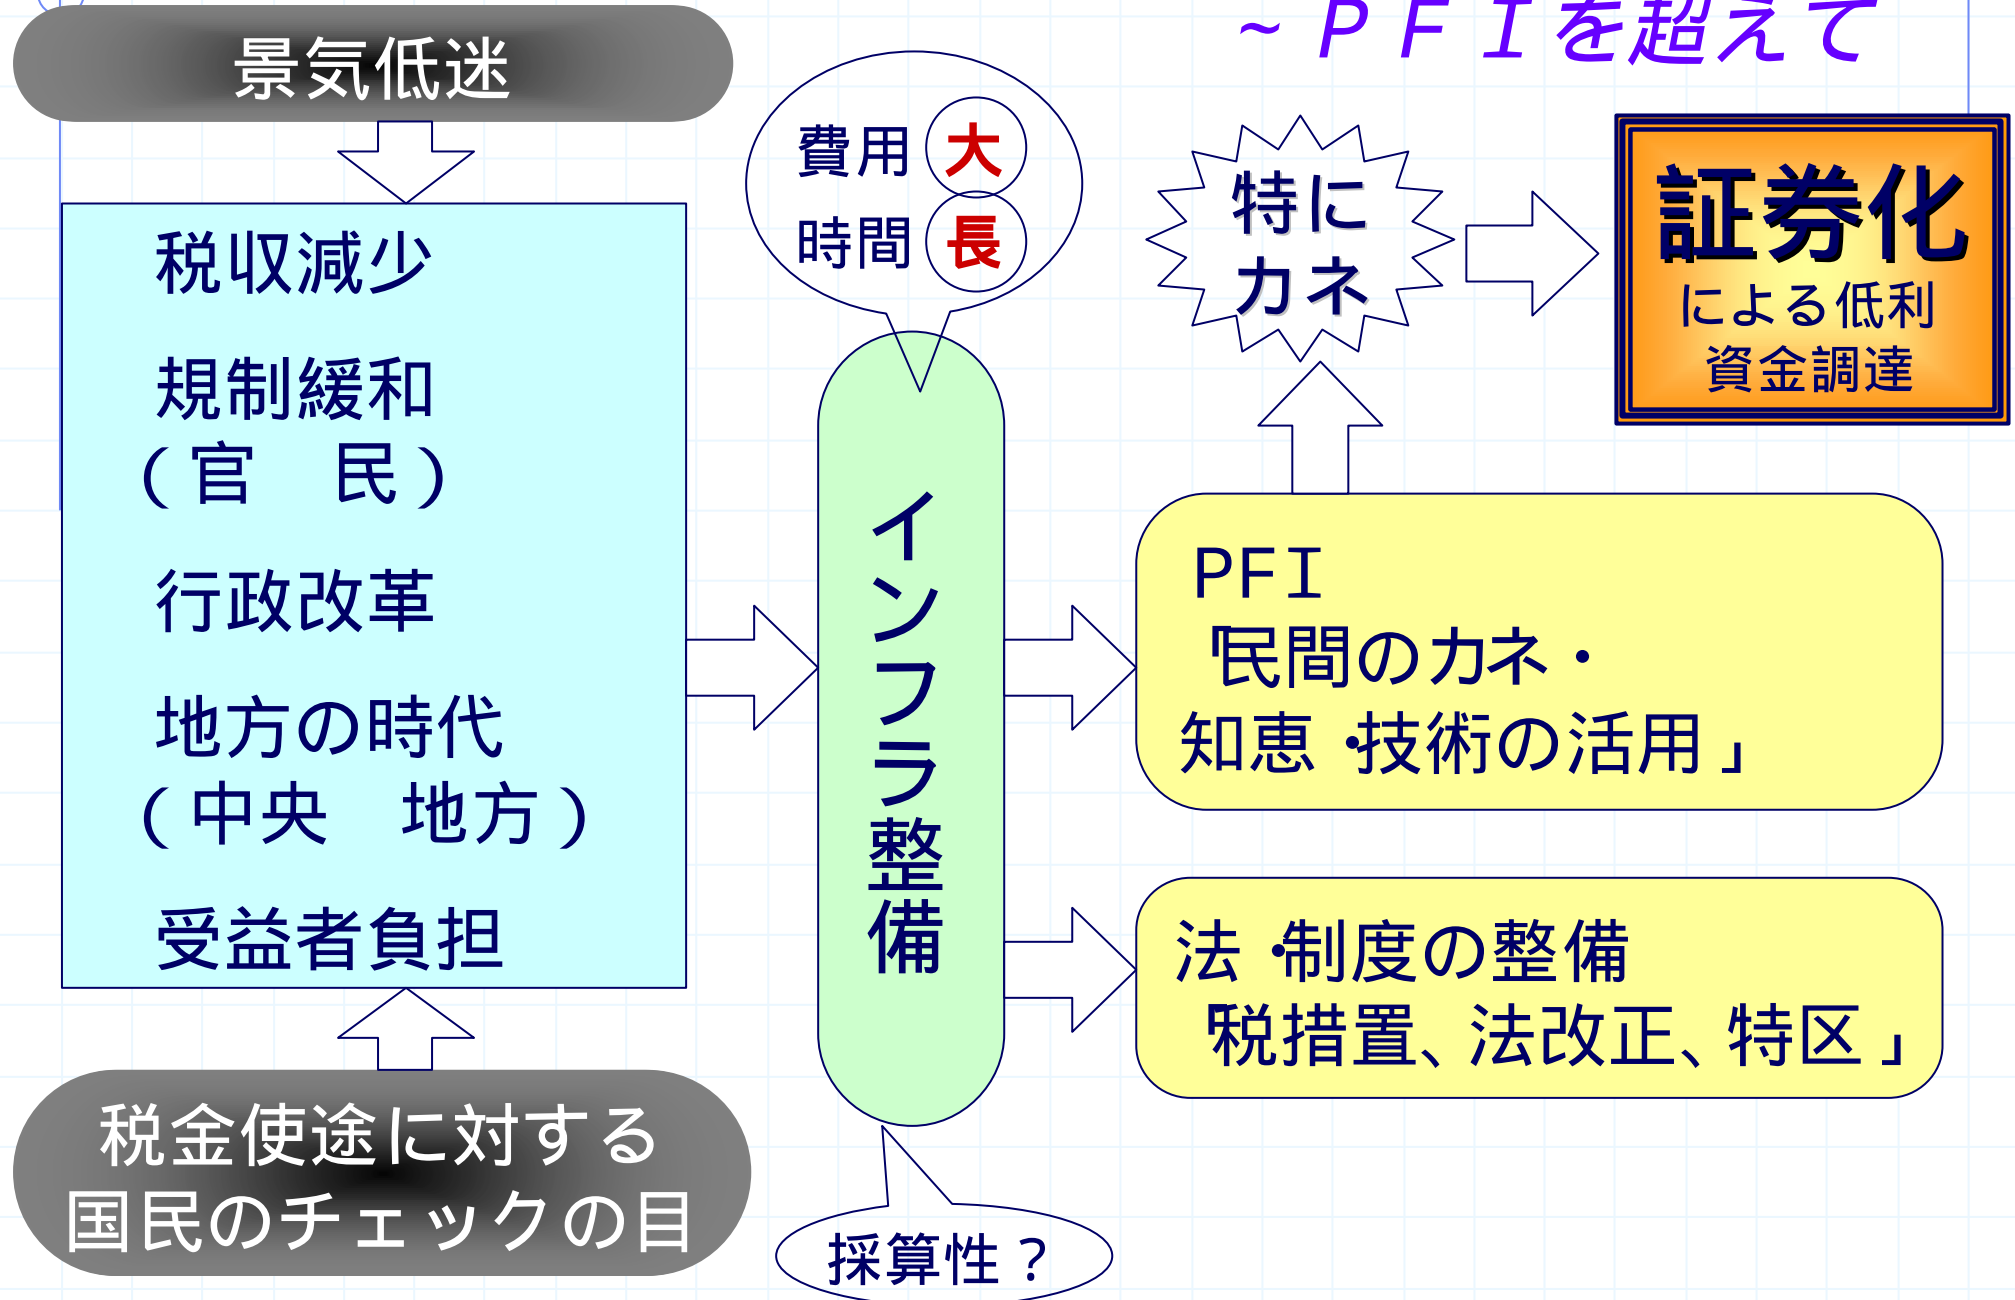 ~ＰＦＩを超えて
景気低迷
税収減少
規制緩和
(官　民)
行政改革
地方の時代
(中央　地方)
受益者負担
税金使途に対する
国民のチェックの目
費用 大
時間 長
インフラ整備
採算性？
特に
カネ
証券化
による低利
資金調達
PFI
「民間のカネ・
知恵・技術の活用」
法・制度の整備
「税措置、法改正、特区」